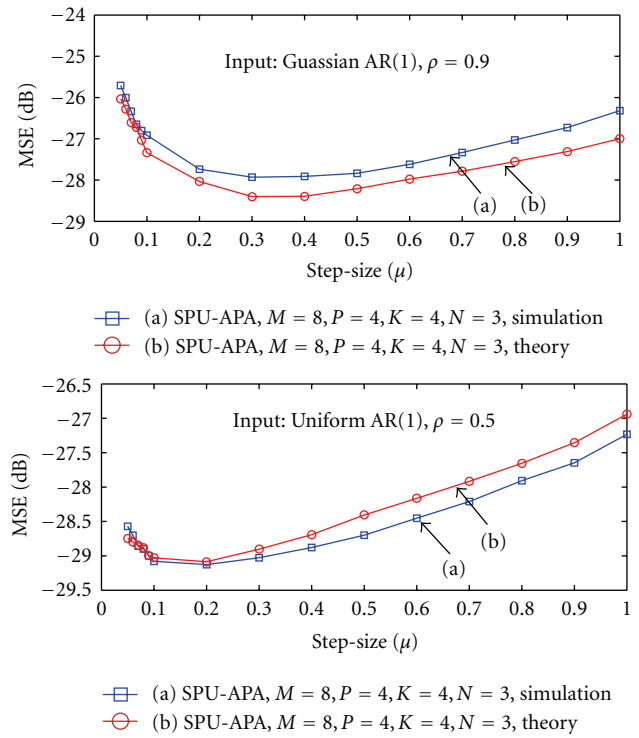 −24
−25
−26
−27
−28
−29
MSE (dB)
Input: Guassian AR(1), ρ = 0.9
(a)
(b)
0 0.1 0.2 0.3 0.4 0.5 0.6 0.7 0.8 0.9 1
Step-size (μ)
(a) SPU-APA, M = 8, P = 4, K = 4, N = 3, simulation
(b) SPU-APA, M = 8, P = 4, K = 4, N = 3, theory
−26.5
−27
−27.5
−28
−28.5
−29
−29.5
MSE (dB)
Input: Uniform AR(1), ρ = 0.5
(b)
(a)
0 0.1 0.2 0.3 0.4 0.5 0.6 0.7 0.8 0.9 1
Step-size (μ)
(a) SPU-APA, M = 8, P = 4, K = 4, N = 3, simulation
(b) SPU-APA, M = 8, P = 4, K = 4, N = 3, theory